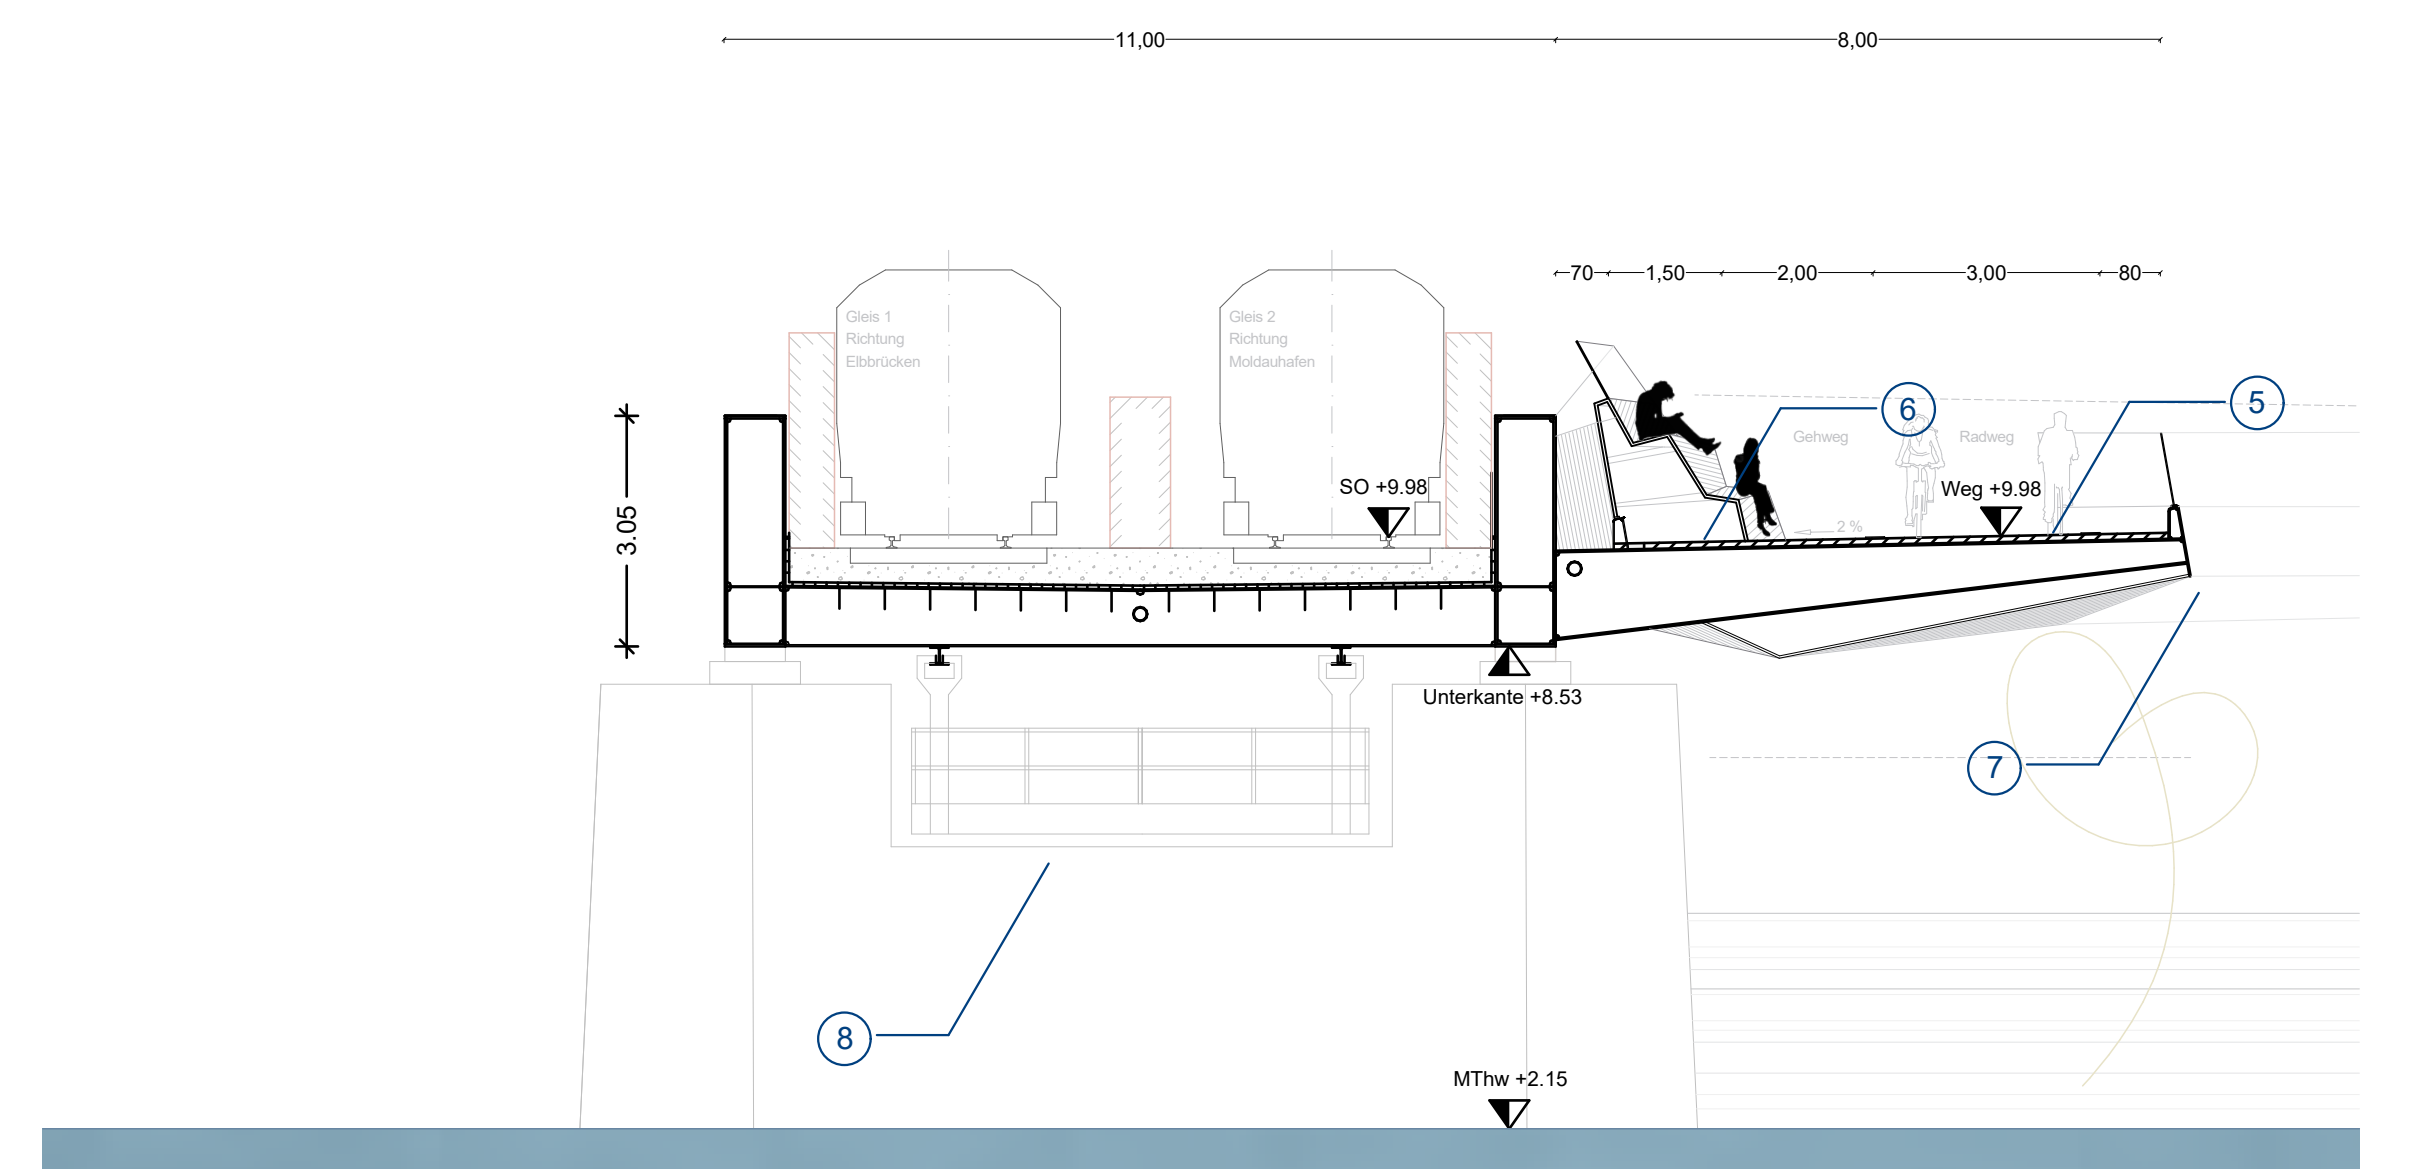 11,00
8,00
70
1,50
2,00
3,00
80
Gleis 1
Richtung
Elbbrücken
Gleis 2
Richtung
Moldauhafen
6
5
Gehweg
Radweg
SO +9.98
Weg +9.98
3.05
2 %
Unterkante +8.53
7
8
MThw +2.15